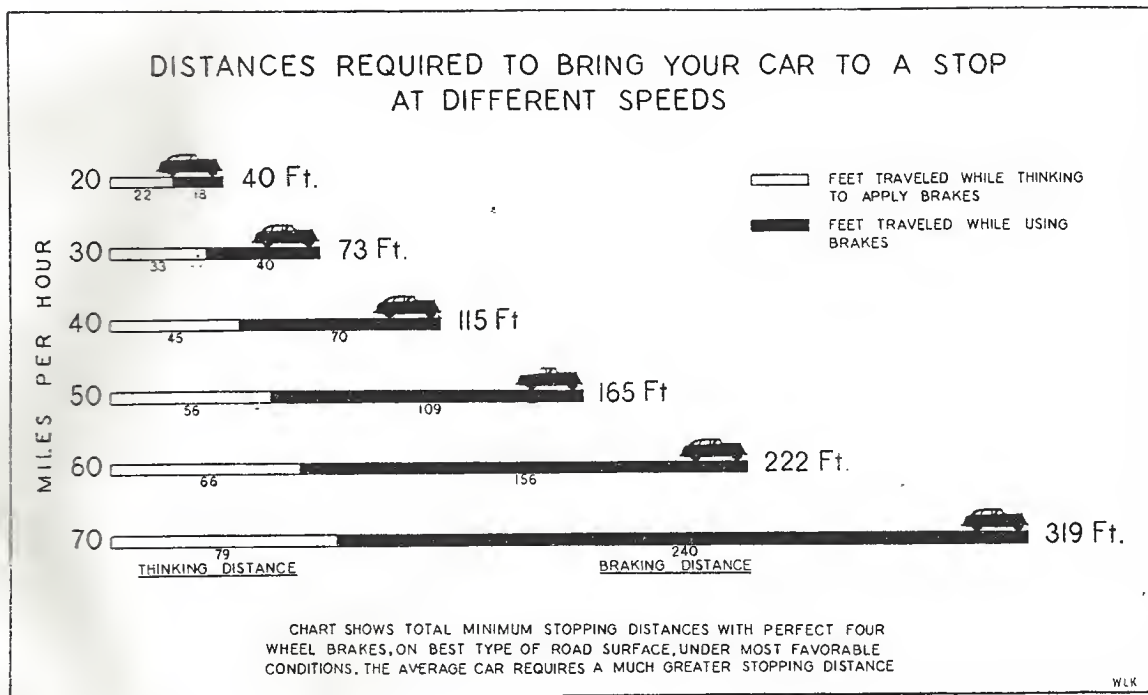 DISTANCES REQUIRED TO BRING YOUR CAR TO A STOP
AT DIFFERENT SPEEDS
FEET TRAVELED WHILE THINKING
TO APPLY BRAKES
FEET TRAVELED WHILE USING
BRAKES
MILES PER HOUR
20 40 Ft.
22 18
30 73 Ft.
33 40
40 115 Ft
45 70
50 165 Ft
56 109
60 222 Ft.
66 156
70 319 Ft.
79 240
THINKING DISTANCE BRAKING DISTANCE
CHART SHOWS TOTAL MINIMUM STOPPING DISTANCES WITH PERFECT FOUR
WHEEL BRAKES, ON BEST TYPE OF ROAD SURFACE, UNDER MOST FAVORABLE
CONDITIONS. THE AVERAGE CAR REQUIRES A MUCH GREATER STOPPING DISTANCE
WLK